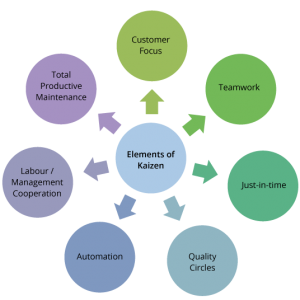 Customer
Focus
Teamwork
Just-in-time
Quality
Circles
Automation
Labour /
Management
Cooperation
Total
Productive
Maintenance
Elements of
Kaizen